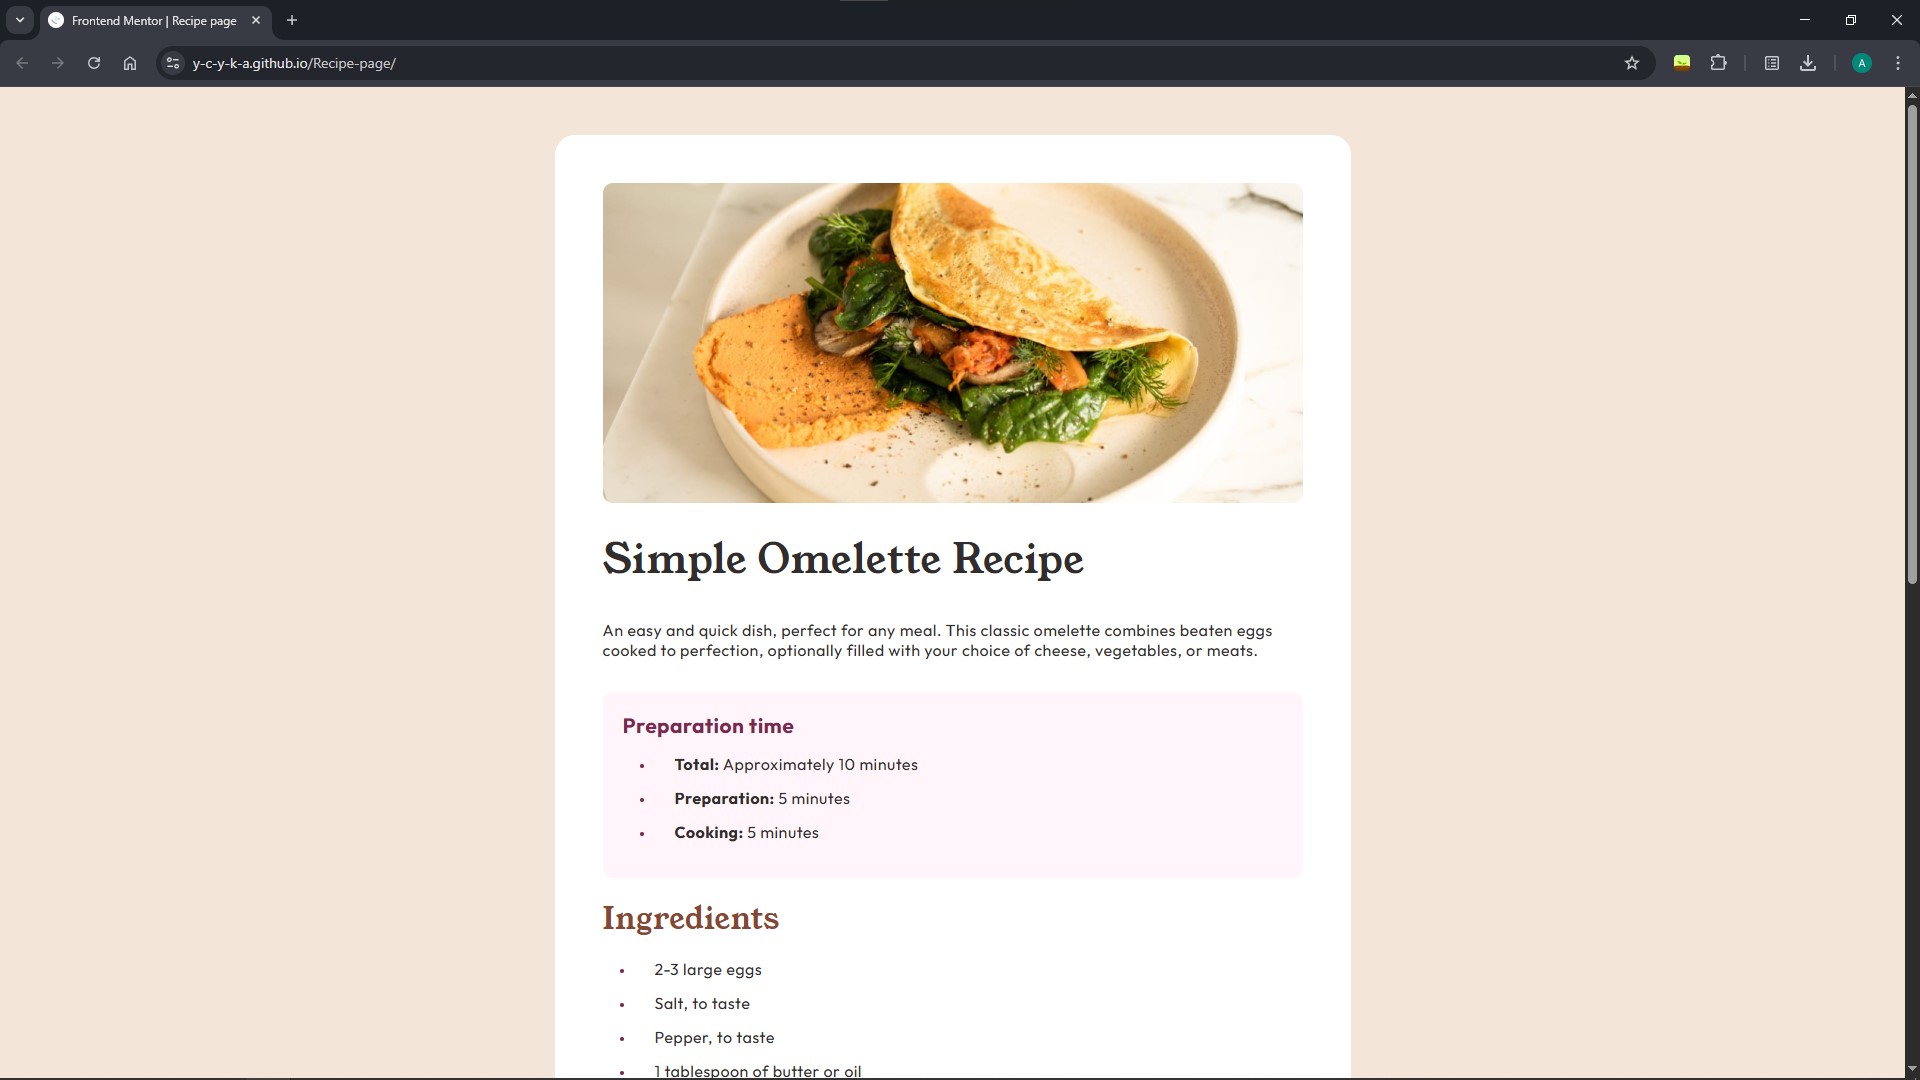 Frontend Mentor | Recipe page
y-c-y-k-a.github.io/Recipe-page/
A
Simple Omelette Recipe
An easy and quick dish, perfect for any meal. This classic omelette combines beaten eggs
cooked to perfection, optionally filled with your choice of cheese, vegetables, or meats.
Preparation time
• Total: Approximately 10 minutes
• Preparation: 5 minutes
• Cooking: 5 minutes
Ingredients
• 2-3 large eggs
• Salt, to taste
• Pepper, to taste
• 1 tablespoon of butter or oil